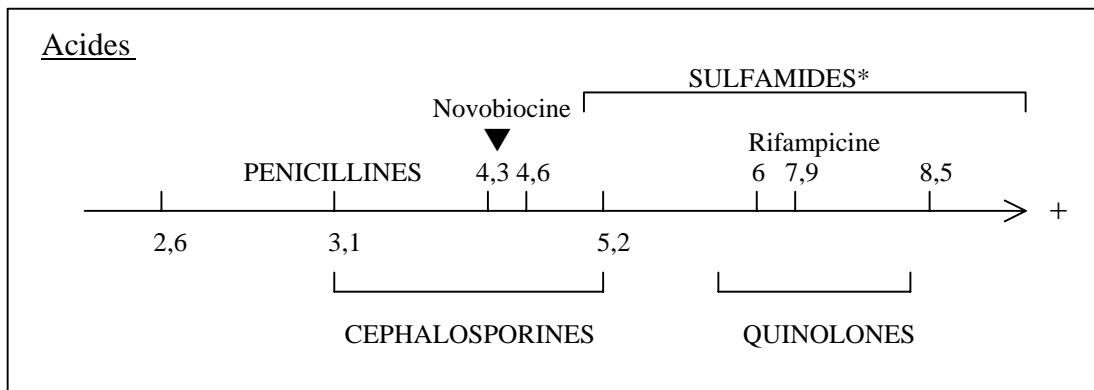 Acides
SULFAMIDES*
Novobiocine
Rifampicine
PENICILLINES 4,3 4,6 6 7,9 8,5
+
2,6 3,1 5,2
CEPHALOSPORINES QUINOLONES